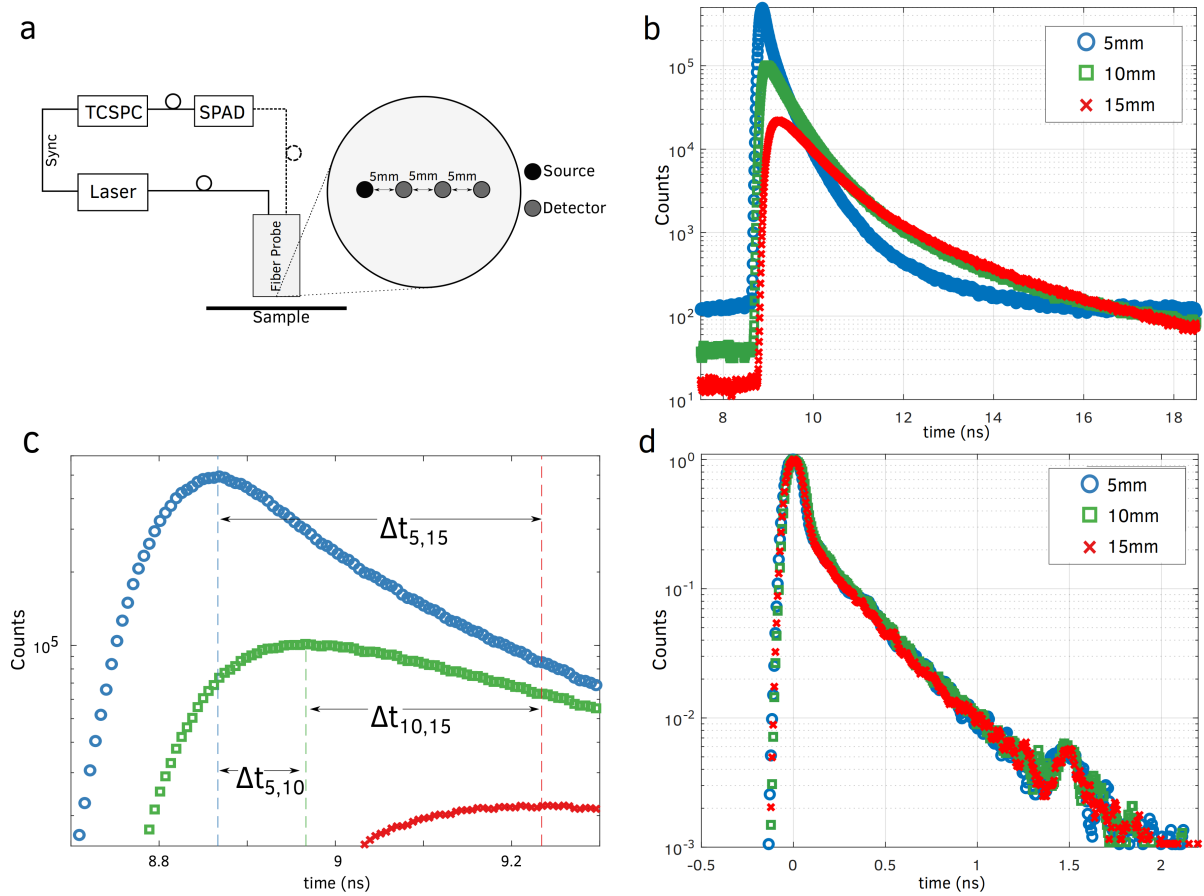 a
TCSPC
SPAD
Sync
Laser
Fiber Probe
Sample
5mm
5mm
5mm
Source
Detector
b
5mm
10mm
15mm
Counts
10^5
10^4
10^3
10^2
10^1
8
10
12
14
16
18
time (ns)
c
Counts
10^5
Δt5,15
Δt10,15
Δt5,10
8.8
9
9.2
time (ns)
d
5mm
10mm
15mm
Counts
10^0
10^-1
10^-2
10^-3
-0.5
0
0.5
1
1.5
2
time (ns)